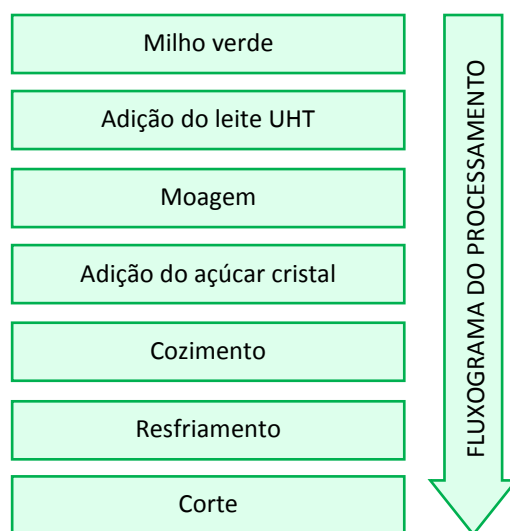 Milho verde
Adição do leite UHT
Moagem
Adição do açúcar cristal
Cozimento
Resfriamento
Corte
FLUXOGRAMA DO PROCESSAMENTO